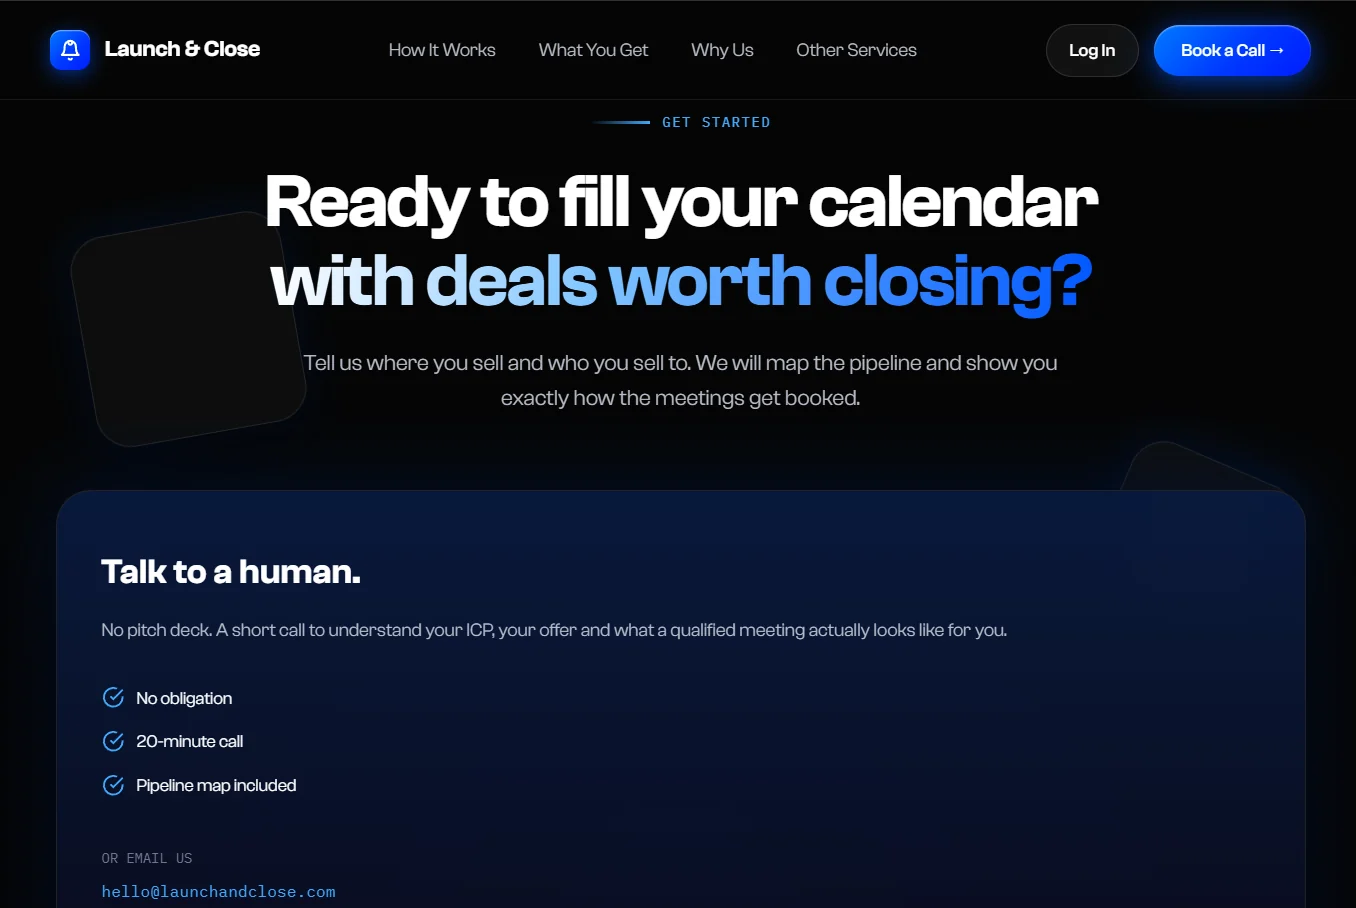 Launch & Close
How It Works
What You Get
Why Us
Other Services
Log In
Book a Call →
GET STARTED
Ready to fill your calendar
with deals worth closing?
Tell us where you sell and who you sell to. We will map the pipeline and show you
exactly how the meetings get booked.
Talk to a human.
No pitch deck. A short call to understand your ICP, your offer and what a qualified meeting actually looks like for you.
No obligation
20-minute call
Pipeline map included
OR EMAIL US
hello@launchandclose.com